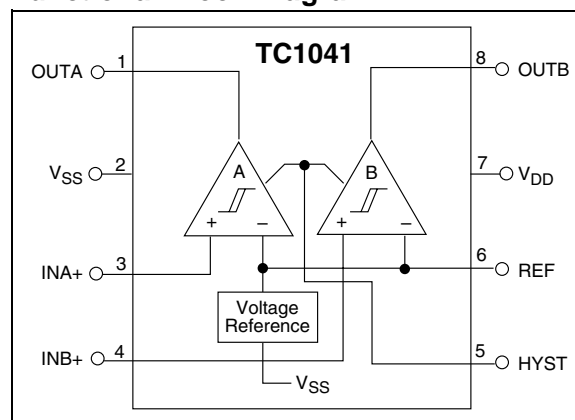 TC1041
1
OUTA
8
OUTB
A
B
2
VSS
7
VDD
+
–
+
–
3
INA+
6
REF
Voltage
Reference
4
INB+
5
HYST
VSS